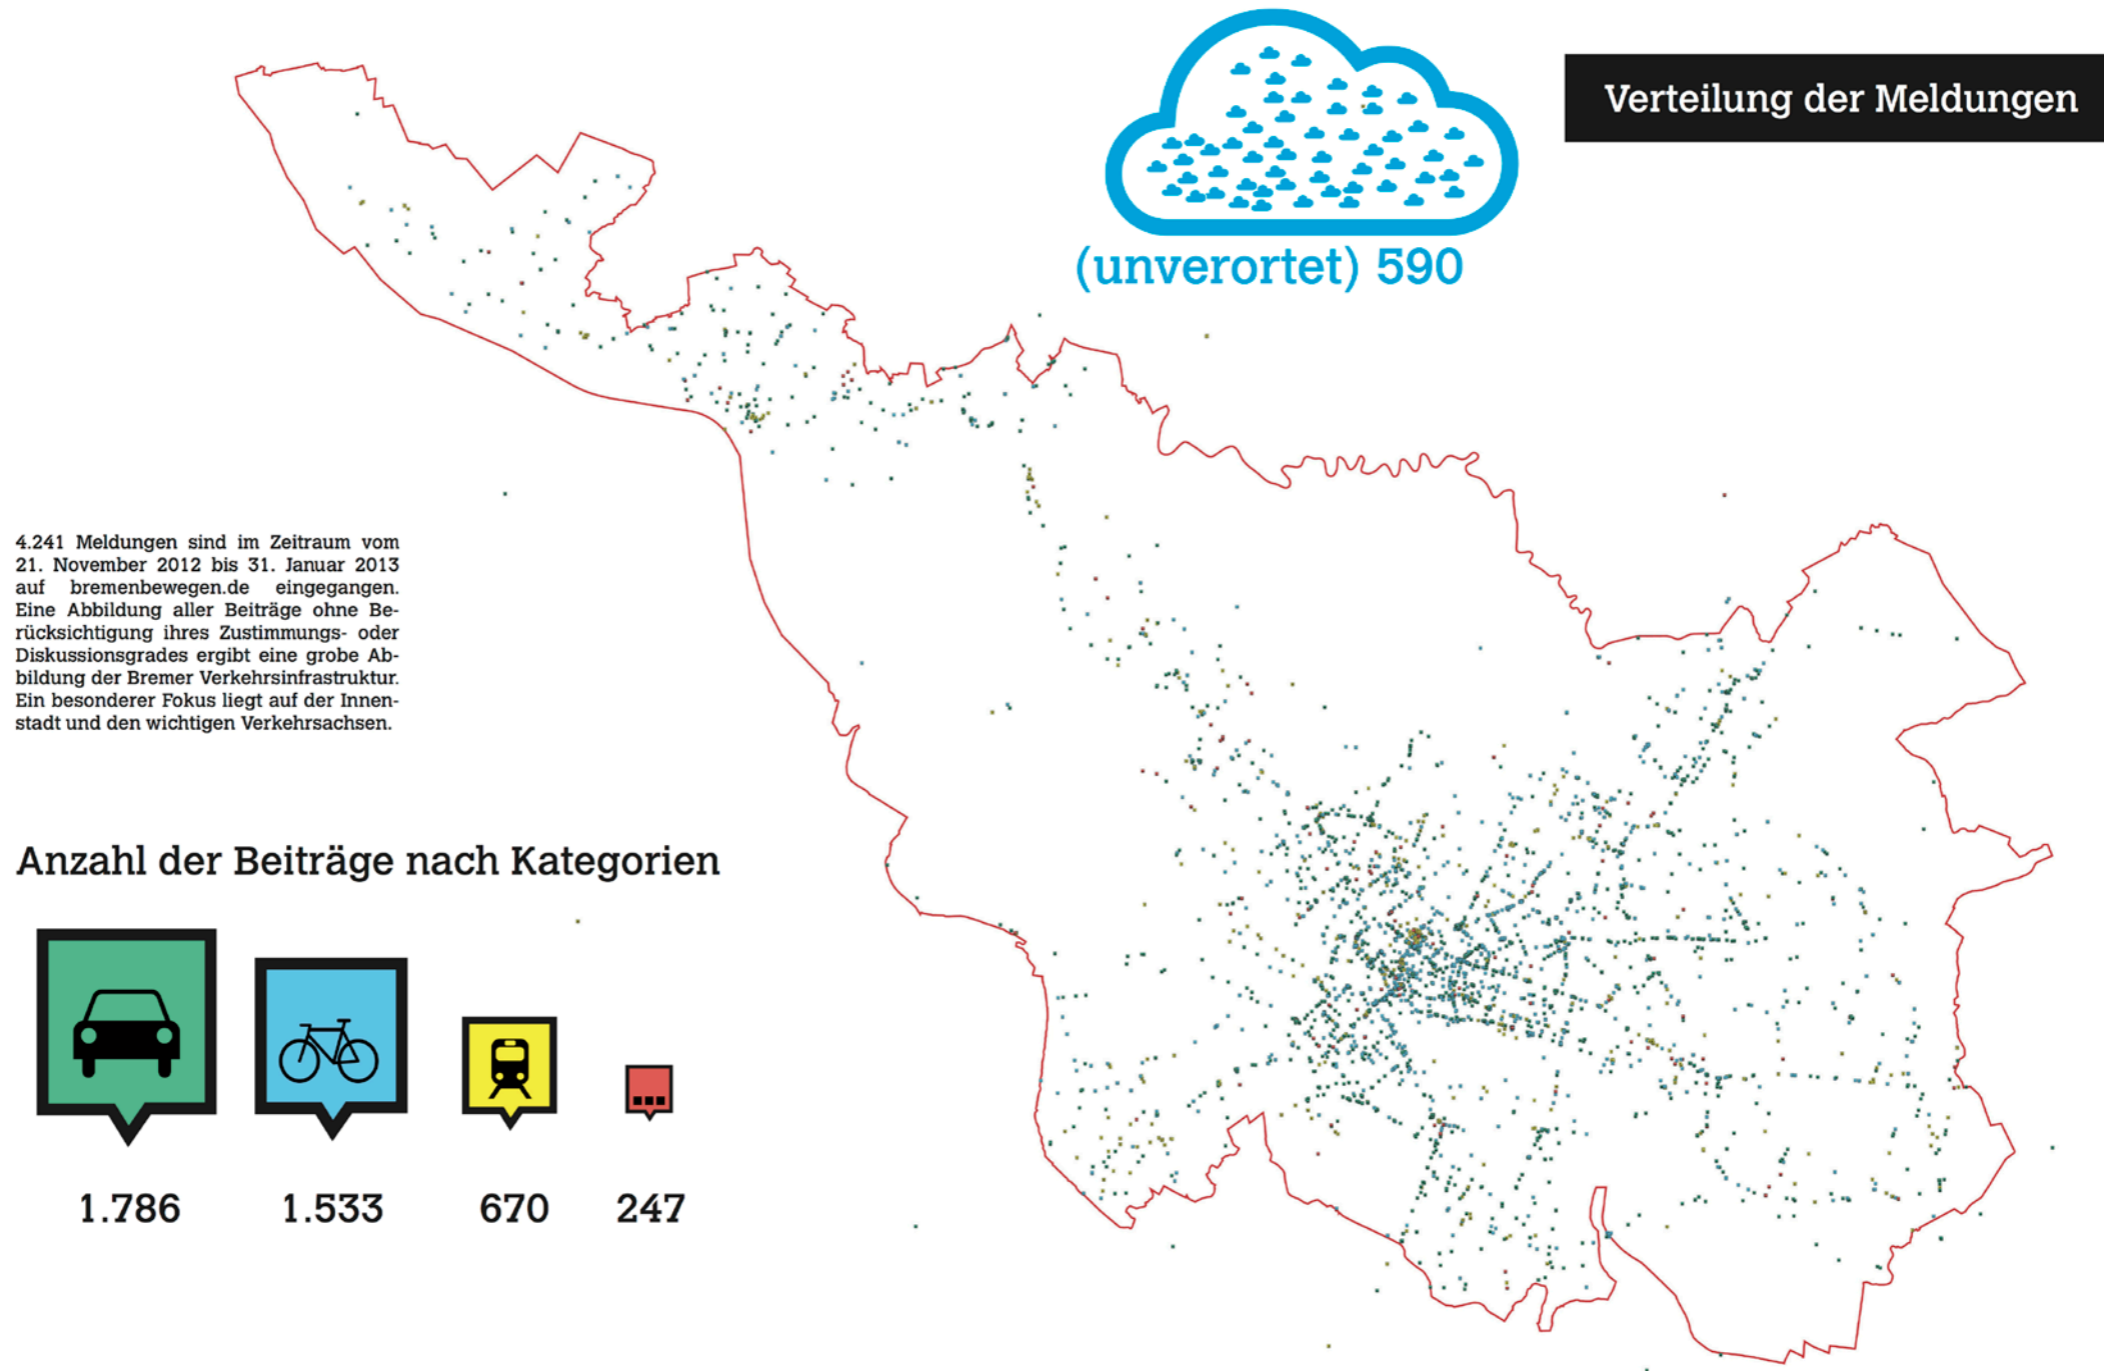 Verteilung der Meldungen
(unverortet) 590
4.241 Meldungen sind im Zeitraum vom
21. November 2012 bis 31. Januar 2013
auf bremenbewegen.de eingegangen.
Eine Abbildung aller Beiträge ohne Be-
rücksichtigung ihres Zustimmungs- oder
Diskussionsgrades ergibt eine grobe Ab-
bildung der Bremer Verkehrsinfrastruktur.
Ein besonderer Fokus liegt auf der Innen-
stadt und den wichtigen Verkehrsachsen.
Anzahl der Beiträge nach Kategorien
1.786 1.533 670 247